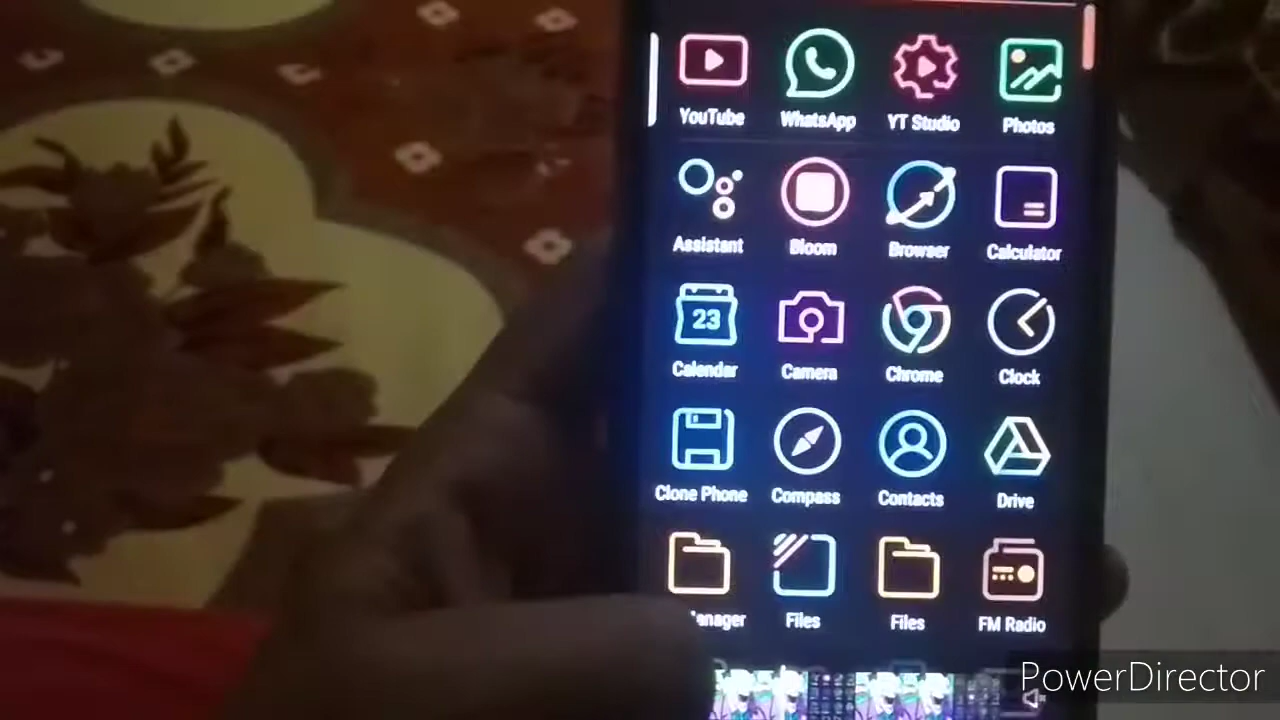 YouTube WhatsApp YT Studio Photos
Assistant Bloom Browser Calculator
23
Calendar Camera Chrome Clock
Clone Phone Compass Contacts Drive
Files Files FM Radio
PowerDirector